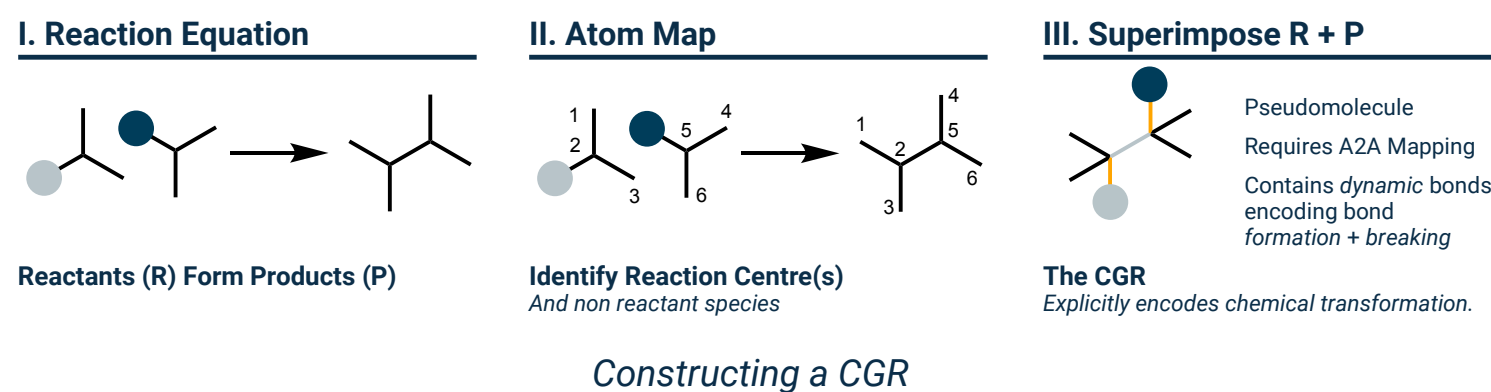 I. Reaction Equation
Reactants (R) Form Products (P)
II. Atom Map
1
2
3
4
5
6
1
2
3
4
5
6
Identify Reaction Centre(s)
And non reactant species
III. Superimpose R + P
Pseudomolecule
Requires A2A Mapping
Contains dynamic bonds
encoding bond
formation + breaking
The CGR
Explicitly encodes chemical transformation.
Constructing a CGR